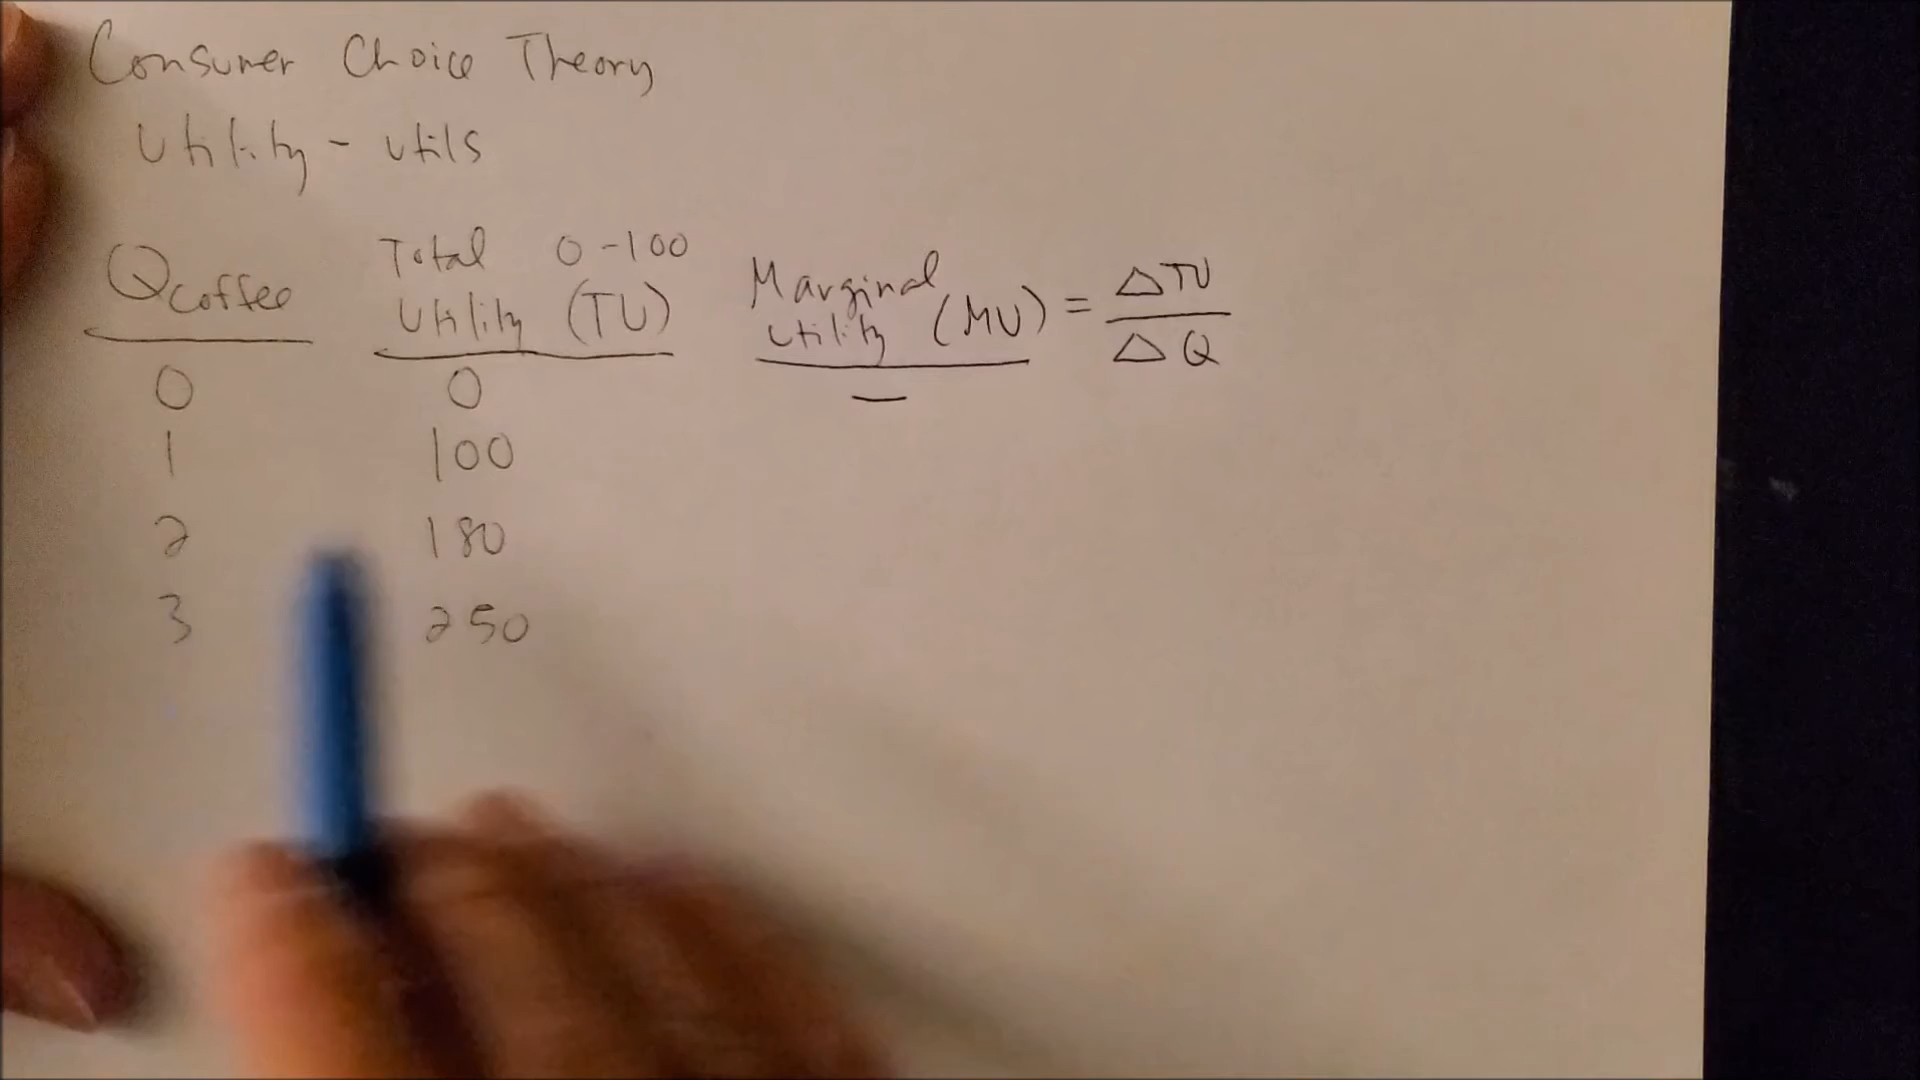 Consumer Choice Theory
Utility - utils
Qcoffee
Total 0-100
Utility (TU)
Marginal
utility (MU) = ΔTU / ΔQ
0 0 —
1 100
2 180
3 250